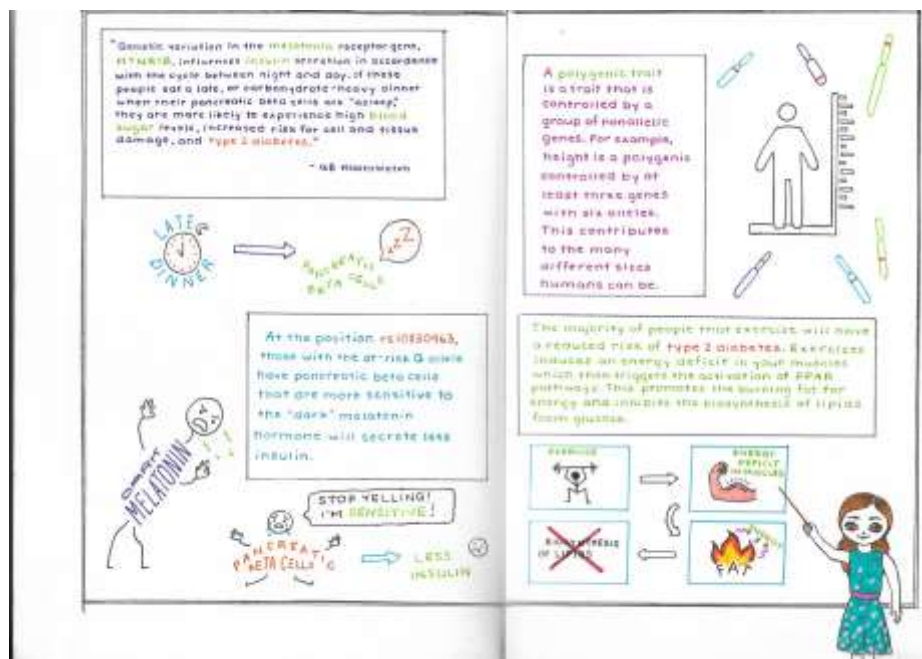 "Genetic variation in the melatonin receptor gene,
MTNR1B, influences insulin secretion in accordance
with the cycle between night and day. If these
people eat a late, or carbohydrate-heavy dinner
when their pancreatic beta cells are "asleep,"
they are more likely to experience high blood
sugar levels, increased risk for cell and tissue
damage, and type 2 diabetes."
LATE
DINNER
ZZZ
PANCREATIC
BETA CELLS
At the position rs10830963,
those with the at-risk G allele
have pancreatic beta cells
that are more sensitive to
the "dark" melatonin
hormone will secrete less
insulin.
MELATONIN
STOP YELLING!
I'M SENSITIVE!
PANCREATIC
BETA CELLS
LESS
INSULIN
A polygenic trait
is a trait that is
controlled by a
group of nonallelic
genes. For example,
height is a polygenic
controlled by at
least three genes
with six alleles.
This contributes
to the many
different sizes
humans can be.
The majority of people that exercise will have
a reduced risk of type 2 diabetes. Exercises
induces an energy deficit in your muscles
which then triggers the activation of PPAR
pathway. This promotes the burning fat for
energy and inhibits the biosynthesis of lipids
from glucose.
EXERCISE
ENERGY
DEFICIT
IN MUSCLES
BIOSYNTHESIS
OF LIPIDS
FAT